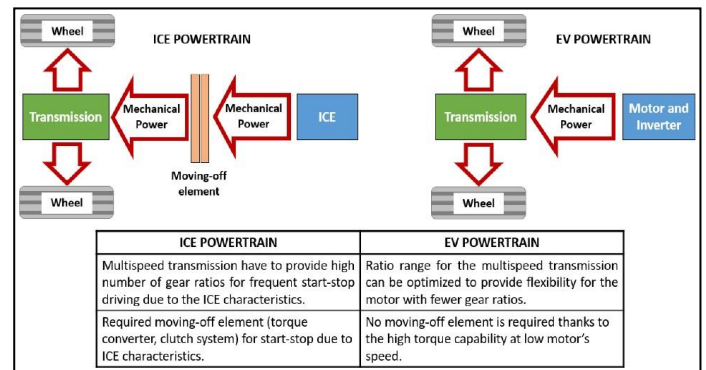 Wheel
ICE POWERTRAIN
Transmission
Mechanical
Power
Mechanical
Power
ICE
Moving-off
element
Wheel
Wheel
EV POWERTRAIN
Transmission
Mechanical
Power
Motor and
Inverter
Wheel
ICE POWERTRAIN
EV POWERTRAIN
Multispeed transmission have to provide high
number of gear ratios for frequent start-stop
driving due to the ICE characteristics.
Ratio range for the multispeed transmission
can be optimized to provide flexibility for the
motor with fewer gear ratios.
Required moving-off element (torque
converter, clutch system) for start-stop due to
ICE characteristics.
No moving-off element is required thanks to
the high torque capability at low motor’s
speed.